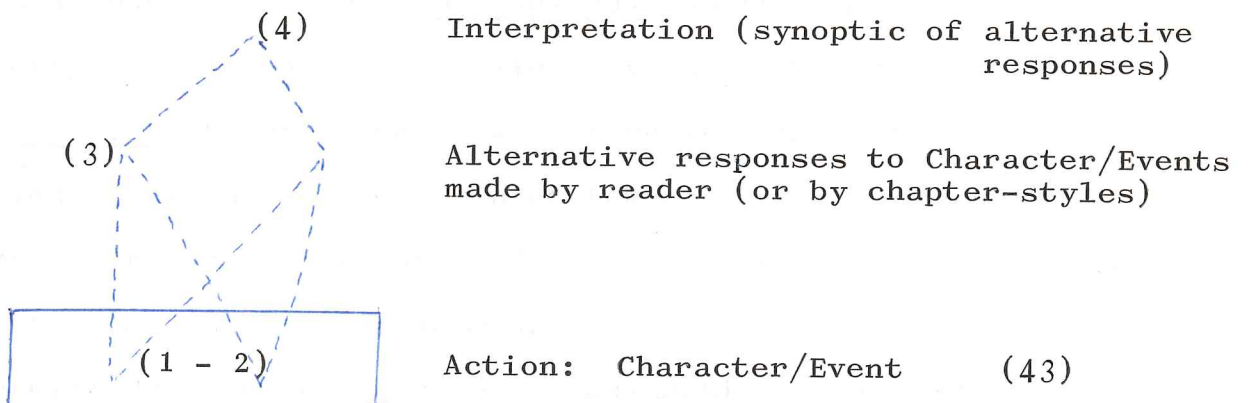 (4) Interpretation (synoptic of alternative
responses)
(3) Alternative responses to Character/Events
made by reader (or by chapter-styles)
(1 - 2) Action: Character/Event (43)